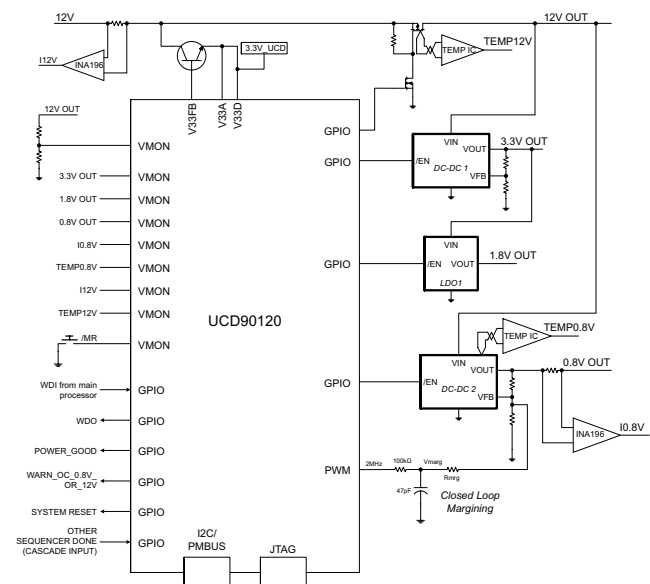 12V
12V OUT
TEMP12V
TEMP IC
3.3V_UCD
I12V
INA196
V33FB
V33A
V33D
12V OUT
GPIO
VMON
GPIO
/EN
VIN
VOUT
DC-DC 1
VFB
3.3V OUT
3.3V OUT
VMON
1.8V OUT
VMON
0.8V OUT
VMON
I0.8V
VMON
TEMP0.8V
VMON
I12V
VMON
TEMP12V
VMON
/MR
VMON
UCD90120
GPIO
/EN
VIN
VOUT
LDO1
1.8V OUT
TEMP IC
TEMP0.8V
GPIO
/EN
VIN
VOUT
DC-DC 2
VFB
0.8V OUT
INA196
I0.8V
WDI from main
processor
GPIO
WDO
GPIO
POWER_GOOD
GPIO
WARN_OC_0.8V_
OR_12V
GPIO
SYSTEM RESET
GPIO
OTHER
SEQUENCER DONE
(CASCADE INPUT)
GPIO
PWM
2MHz
100kΩ
Vmarg
Rmrg
47pF
Closed Loop
Margining
I2C/
PMBUS
JTAG